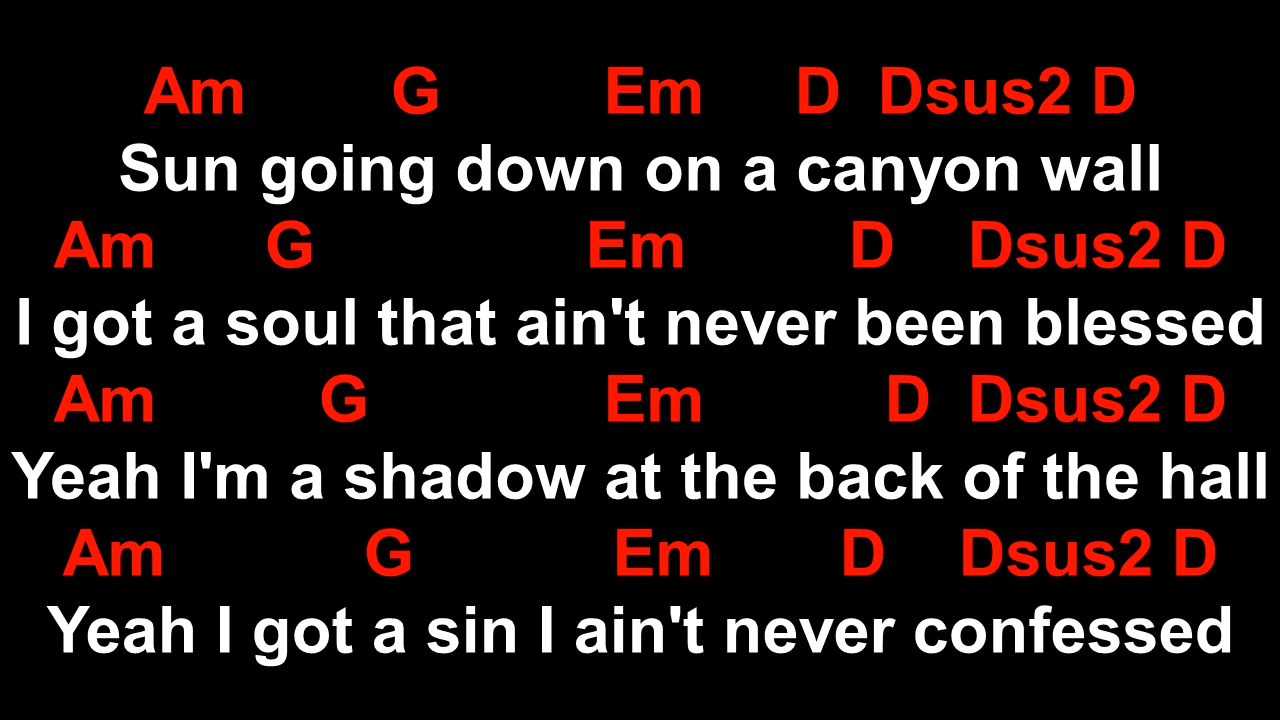 Am G Em D Dsus2 D
Sun going down on a canyon wall
Am G Em D Dsus2 D
I got a soul that ain't never been blessed
Am G Em D Dsus2 D
Yeah I'm a shadow at the back of the hall
Am G Em D Dsus2 D
Yeah I got a sin I ain't never confessed